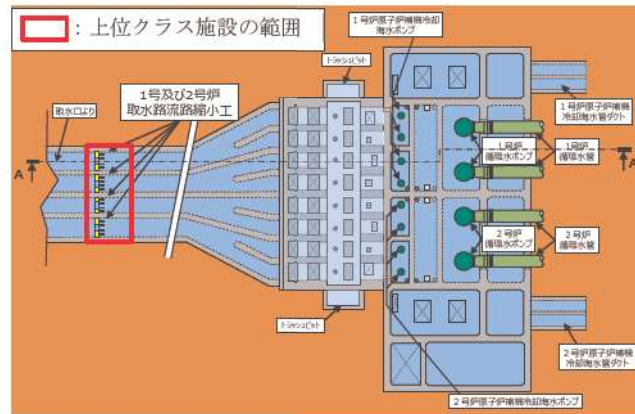 ：上位クラス施設の範囲
1号炉原子炉補機冷却
海水ポンプ
トラッシュピット
1号及び2号炉
取水路流路縮小工
取水口より
1号炉原子炉補機
冷却海水管ダクト
A
A
1号炉
循環水ポンプ
1号炉
循環水管
2号炉
循環水ポンプ
2号炉
循環水管
トラッシュピット
2号炉原子炉補機
冷却海水管ダクト
2号炉原子炉補機冷却海水ポンプ